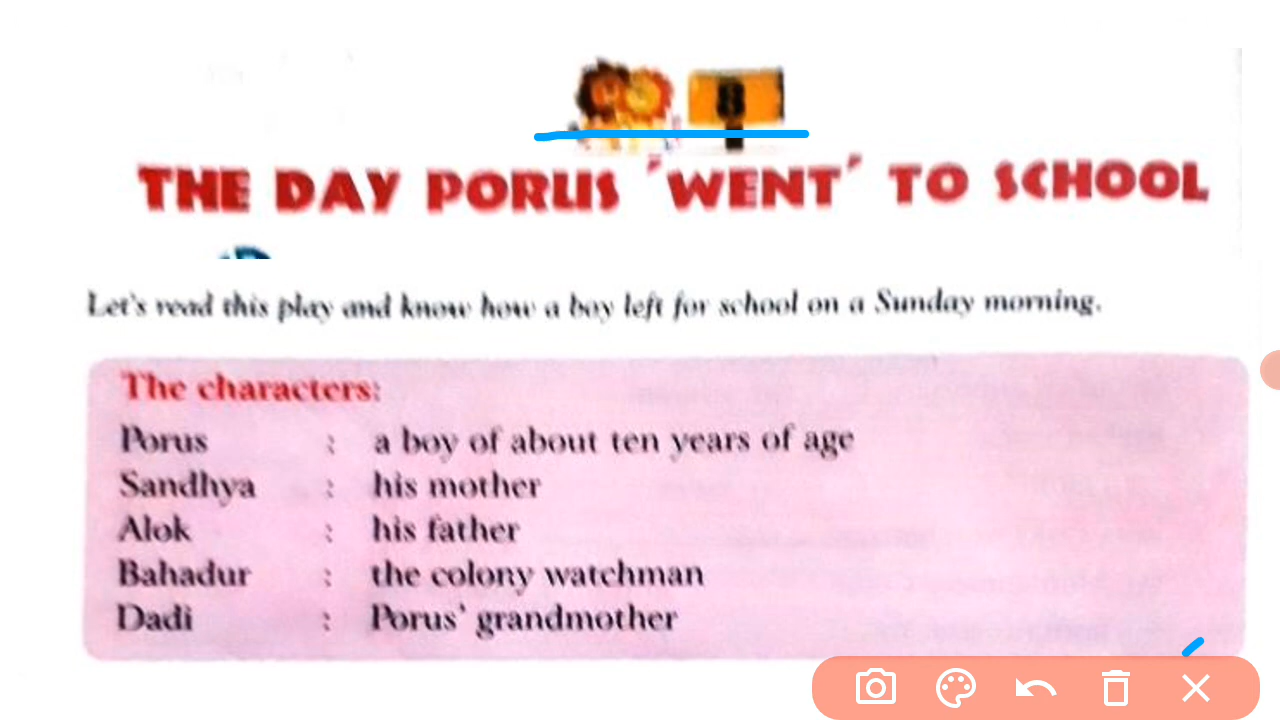 8
THE DAY PORUS 'WENT' TO SCHOOL
Let's read this play and know how a boy left for school on a Sunday morning.
The characters:
Porus : a boy of about ten years of age
Sandhya : his mother
Alok : his father
Bahadur : the colony watchman
Dadi : Porus' grandmother